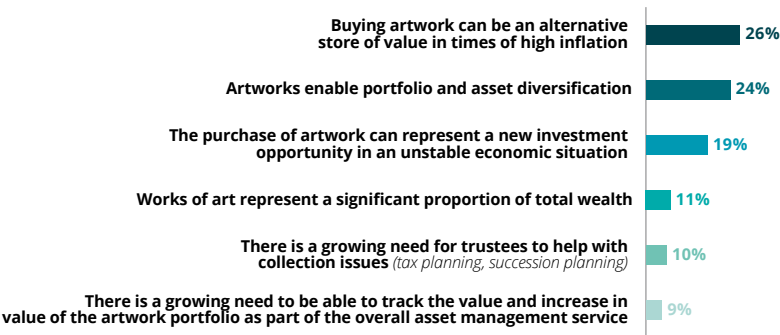 Buying artwork can be an alternative
store of value in times of high inflation
26%
Artworks enable portfolio and asset diversification
24%
The purchase of artwork can represent a new investment
opportunity in an unstable economic situation
19%
Works of art represent a significant proportion of total wealth
11%
There is a growing need for trustees to help with
collection issues (tax planning, succession planning)
10%
There is a growing need to be able to track the value and increase in
value of the artwork portfolio as part of the overall asset management service
9%